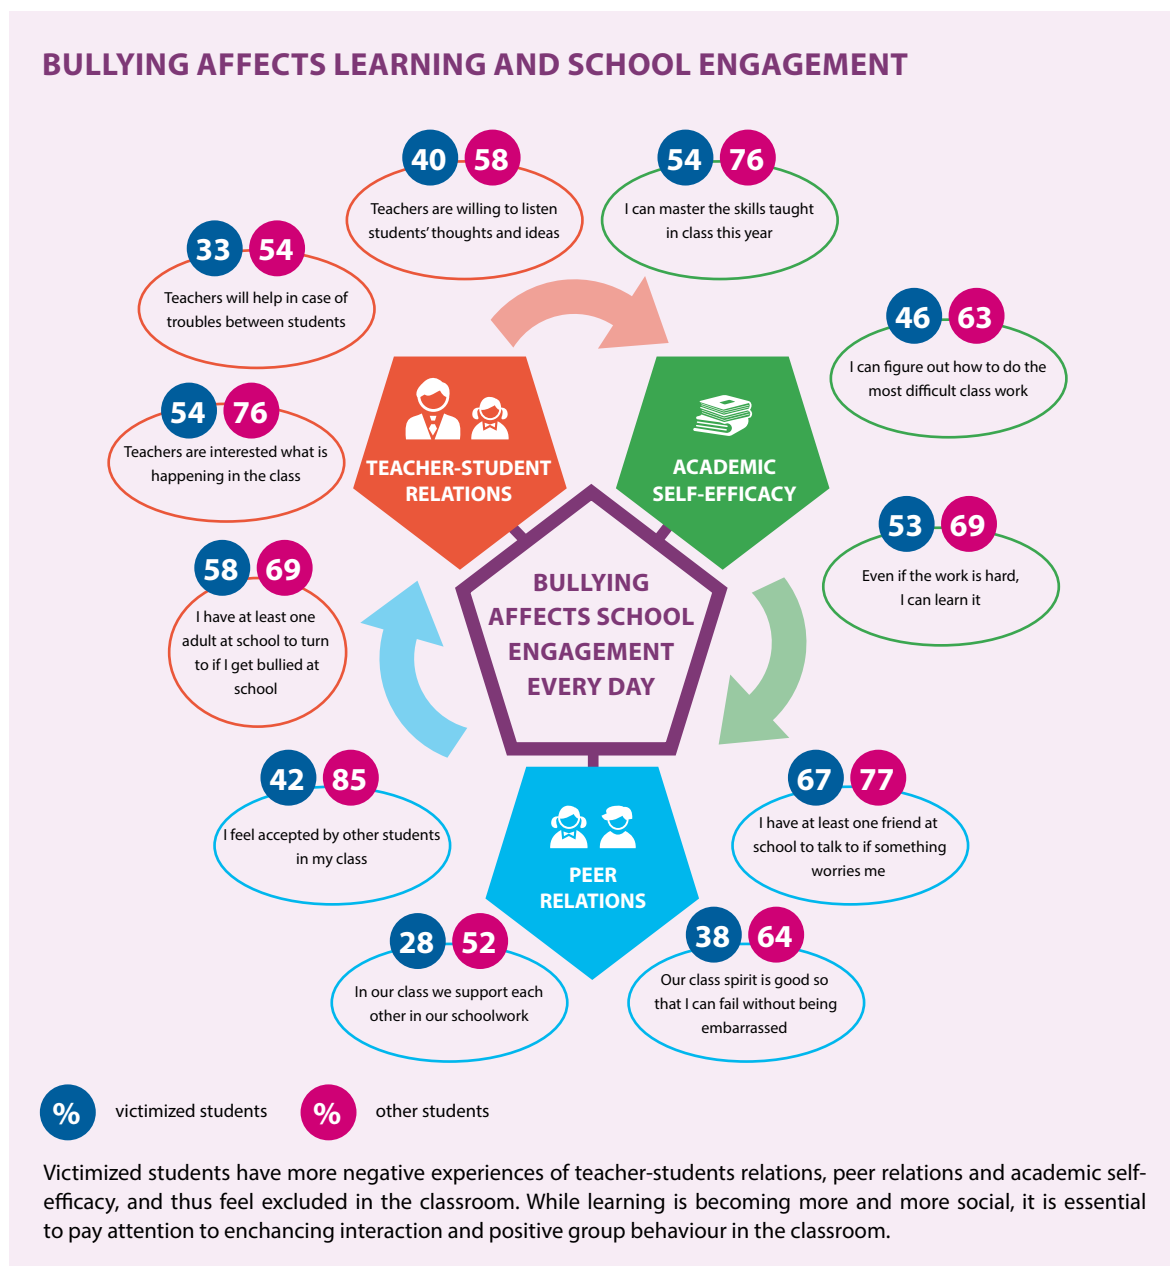 BULLYING AFFECTS LEARNING AND SCHOOL ENGAGEMENT
40 58
Teachers are willing to listen
students' thoughts and ideas
54 76
I can master the skills taught
in class this year
33 54
Teachers will help in case of
troubles between students
46 63
I can figure out how to do the
most difficult class work
54 76
Teachers are interested what is
happening in the class
TEACHER-STUDENT
RELATIONS
ACADEMIC
SELF-EFFICACY
53 69
Even if the work is hard,
I can learn it
58 69
I have at least one
adult at school to turn
to if I get bullied at
school
BULLYING
AFFECTS SCHOOL
ENGAGEMENT
EVERY DAY
42 85
I feel accepted by other students
in my class
67 77
I have at least one friend at
school to talk to if something
worries me
PEER
RELATIONS
28 52
In our class we support each
other in our schoolwork
38 64
Our class spirit is good so
that I can fail without being
embarrassed
% victimized students % other students
Victimized students have more negative experiences of teacher-students relations, peer relations and academic self-
efficacy, and thus feel excluded in the classroom. While learning is becoming more and more social, it is essential
to pay attention to enchancing interaction and positive group behaviour in the classroom.